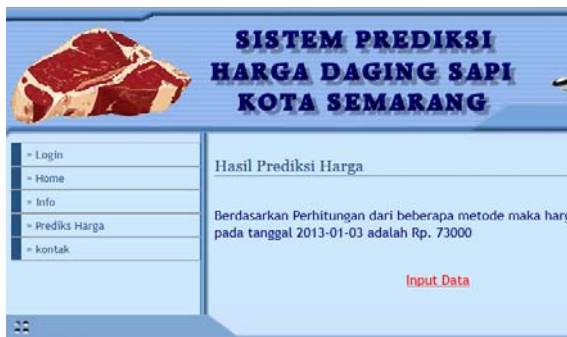 SISTEM PREDIKSI
HARGA DAGING SAPI
KOTA SEMARANG
» Login
» Home
» Info
» Prediks Harga
» kontak
Hasil Prediksi Harga
Berdasarkan Perhitungan dari beberapa metode maka
pada tanggal 2013-01-03 adalah Rp. 73000
Input Data